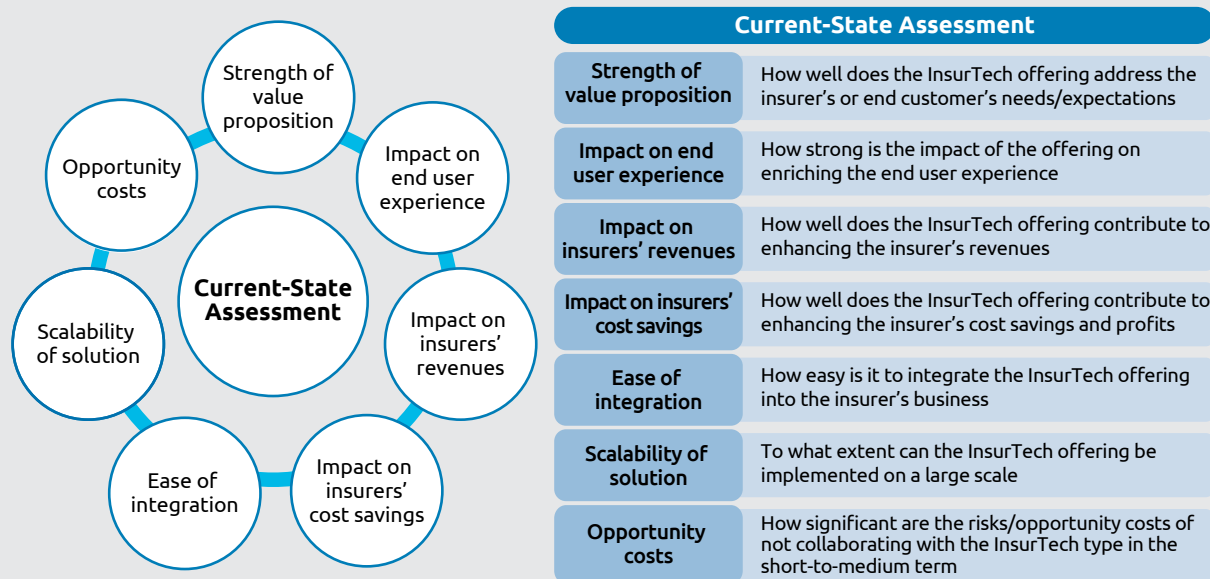 Strength of
value
proposition
Impact on
end user
experience
Impact on
insurers'
revenues
Impact on
insurers'
cost savings
Ease of
integration
Scalability
of solution
Opportunity
costs
Current-State
Assessment
Current-State Assessment
Strength of
value proposition
How well does the InsurTech offering address the
insurer's or end customer's needs/expectations
Impact on end
user experience
How strong is the impact of the offering on
enriching the end user experience
Impact on
insurers' revenues
How well does the InsurTech offering contribute to
enhancing the insurer's revenues
Impact on insurers'
cost savings
How well does the InsurTech offering contribute to
enhancing the insurer's cost savings and profits
Ease of
integration
How easy is it to integrate the InsurTech offering
into the insurer's business
Scalability of
solution
To what extent can the InsurTech offering be
implemented on a large scale
Opportunity
costs
How significant are the risks/opportunity costs of
not collaborating with the InsurTech type in the
short-to-medium term